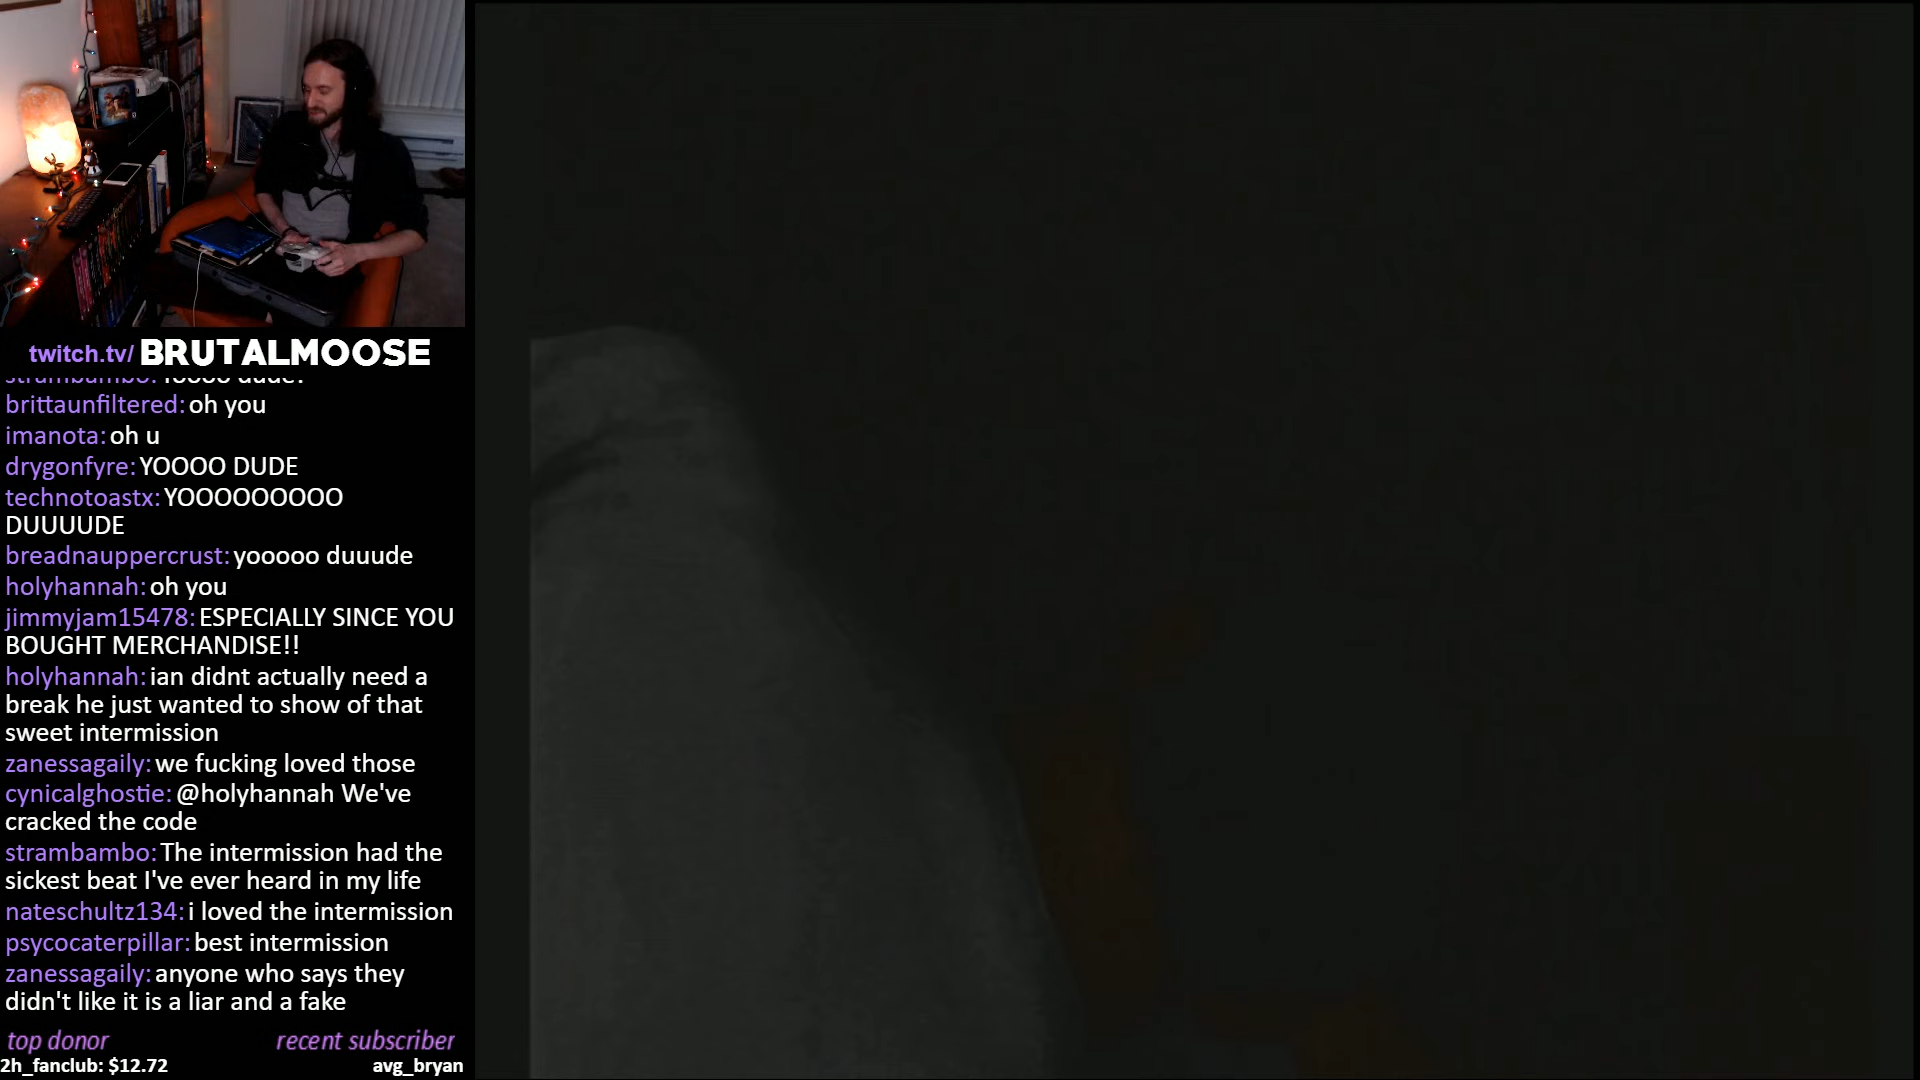 twitch.tv/ BRUTALMOOSE
strambambo: Yoooo dude!
brittaunfiltered: oh you
imanota: oh u
drygonfyre: YOOOO DUDE
technotoastx: YOOOOOOOOO
DUUUUDE
breadnauppercrust: yooooo duuude
holyhannah: oh you
jimmyjam15478: ESPECIALLY SINCE YOU
BOUGHT MERCHANDISE!!
holyhannah: ian didnt actually need a
break he just wanted to show of that
sweet intermission
zanessagaily: we fucking loved those
cynicalghostie: @holyhannah We've
cracked the code
strambambo: The intermission had the
sickest beat I've ever heard in my life
nateschultz134: i loved the intermission
psycocaterpillar: best intermission
zanessagaily: anyone who says they
didn't like it is a liar and a fake
top donor recent subscriber
2h_fanclub: $12.72 avg_bryan